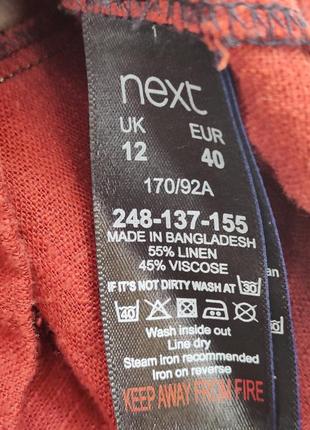 next
UK EUR
12 40
170/92A
248-137-155
MADE IN BANGLADESH
55% LINEN
45% VISCOSE
IF IT'S NOT DIRTY WASH AT 30
40
Wash inside out
Line dry
Steam iron recommended
Iron on reverse
KEEP AWAY FROM FIRE